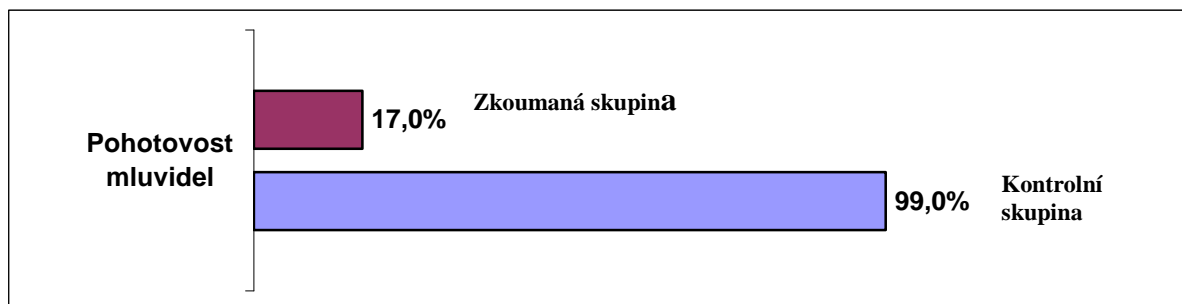 Pohotovost
mluvidel
17,0%
Zkoumaná skupina
99,0%
Kontrolní
skupina